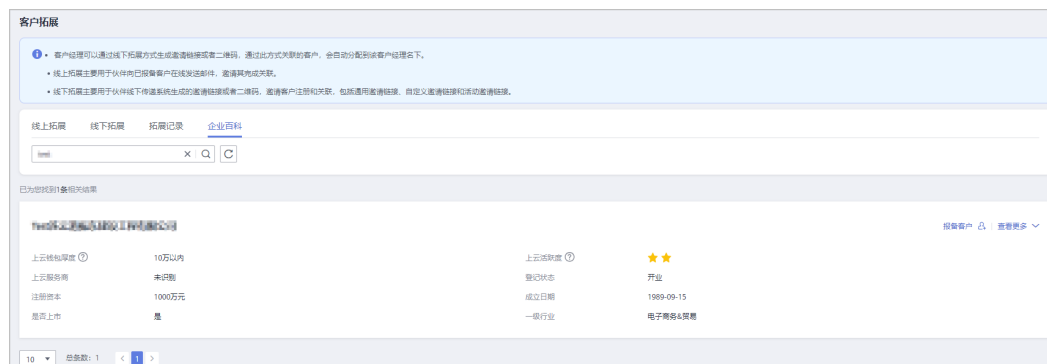 客户拓展
• 客户经理可以通过线下拓展方式生成邀请链接或者二维码，通过此方式关联的客户，会自动分配到该客户经理名下。
• 线上拓展主要用于伙伴向已报备客户在线发送邮件，邀请其完成关联。
• 线下拓展主要用于伙伴线下传递系统生成的邀请链接或者二维码，邀请客户注册和关联，包括通用邀请链接、自定义邀请链接和活动邀请链接。
线上拓展 线下拓展 拓展记录 企业百科
已为您找到1条相关结果
报备客户 | 查看更多
上云钱包厚度 10万以内 上云活跃度
上云服务商 未识别 登记状态 开业
注册资本 1000万元 成立日期 1989-09-15
是否上市 是 一级行业 电子商务&贸易
10 总条数：1 < 1 >